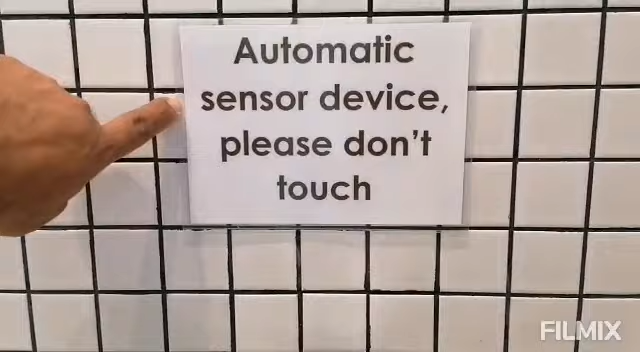 Automatic
sensor device,
please don't
touch
FILMIX